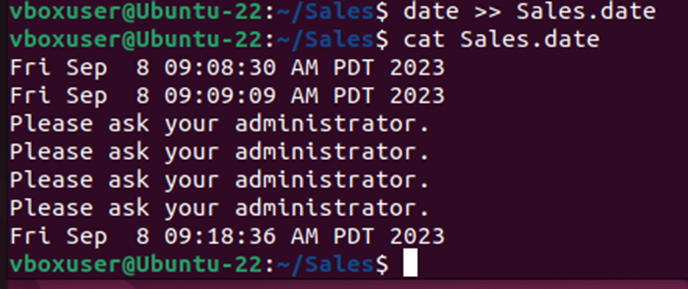 vboxuser@Ubuntu-22:~/Sales$ date >> Sales.date
vboxuser@Ubuntu-22:~/Sales$ cat Sales.date
Fri Sep  8 09:08:30 AM PDT 2023
Fri Sep  8 09:09:09 AM PDT 2023
Please ask your administrator.
Please ask your administrator.
Please ask your administrator.
Please ask your administrator.
Fri Sep  8 09:18:36 AM PDT 2023
vboxuser@Ubuntu-22:~/Sales$